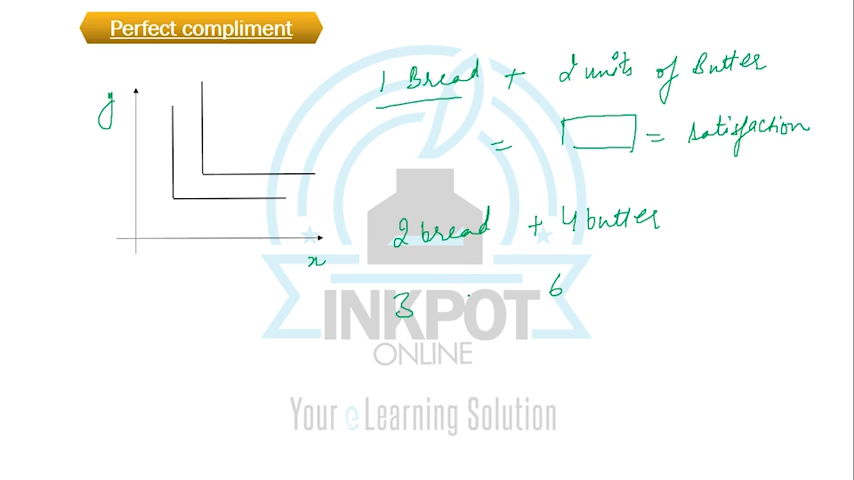 Perfect compliment
y
x
1 Bread + 2 units of Butter
= = satisfaction
2 bread + 4 butter
3 6
INKPOT
ONLINE
Your eLearning Solution